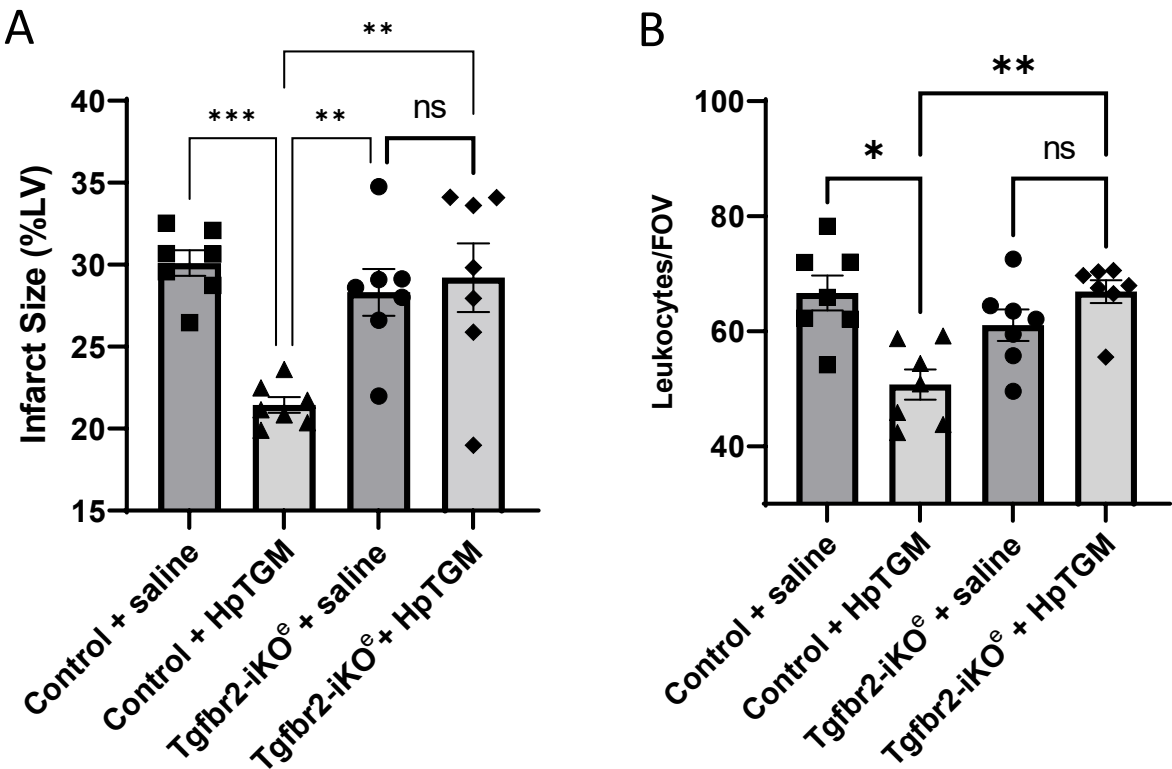 A
**
***
**
ns
40
35
30
25
20
15
Infarct Size (%LV)
Control + saline
Control + HpTGM
Tgfbr2-iKOᵉ + saline
Tgfbr2-iKOᵉ+ HpTGM
B
**
*
ns
100
80
60
40
Leukocytes/FOV
Control + saline
Control + HpTGM
Tgfbr2-iKOᵉ + saline
Tgfbr2-iKOᵉ + HpTGM